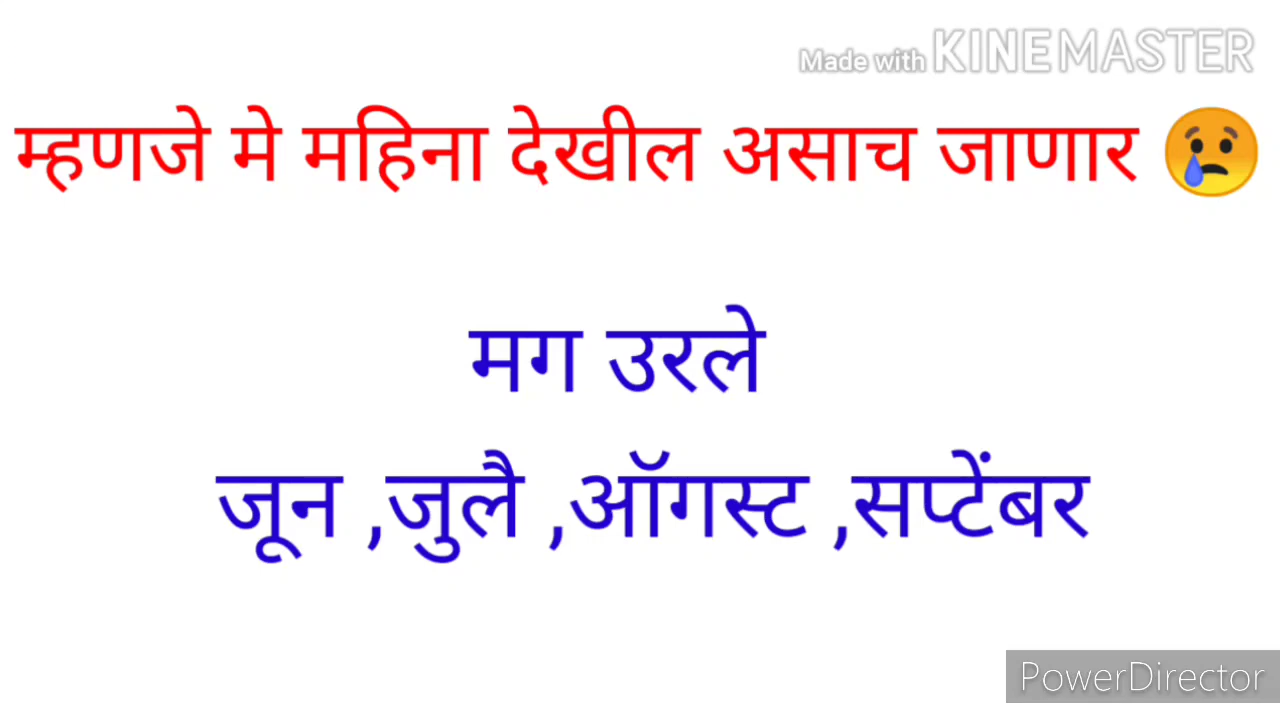 Made with KINEMASTER
म्हणजे मे महिना देखील असाच जाणार 😢
मग उरले
जून ,जुलै ,ऑगस्ट ,सप्टेंबर
PowerDirector